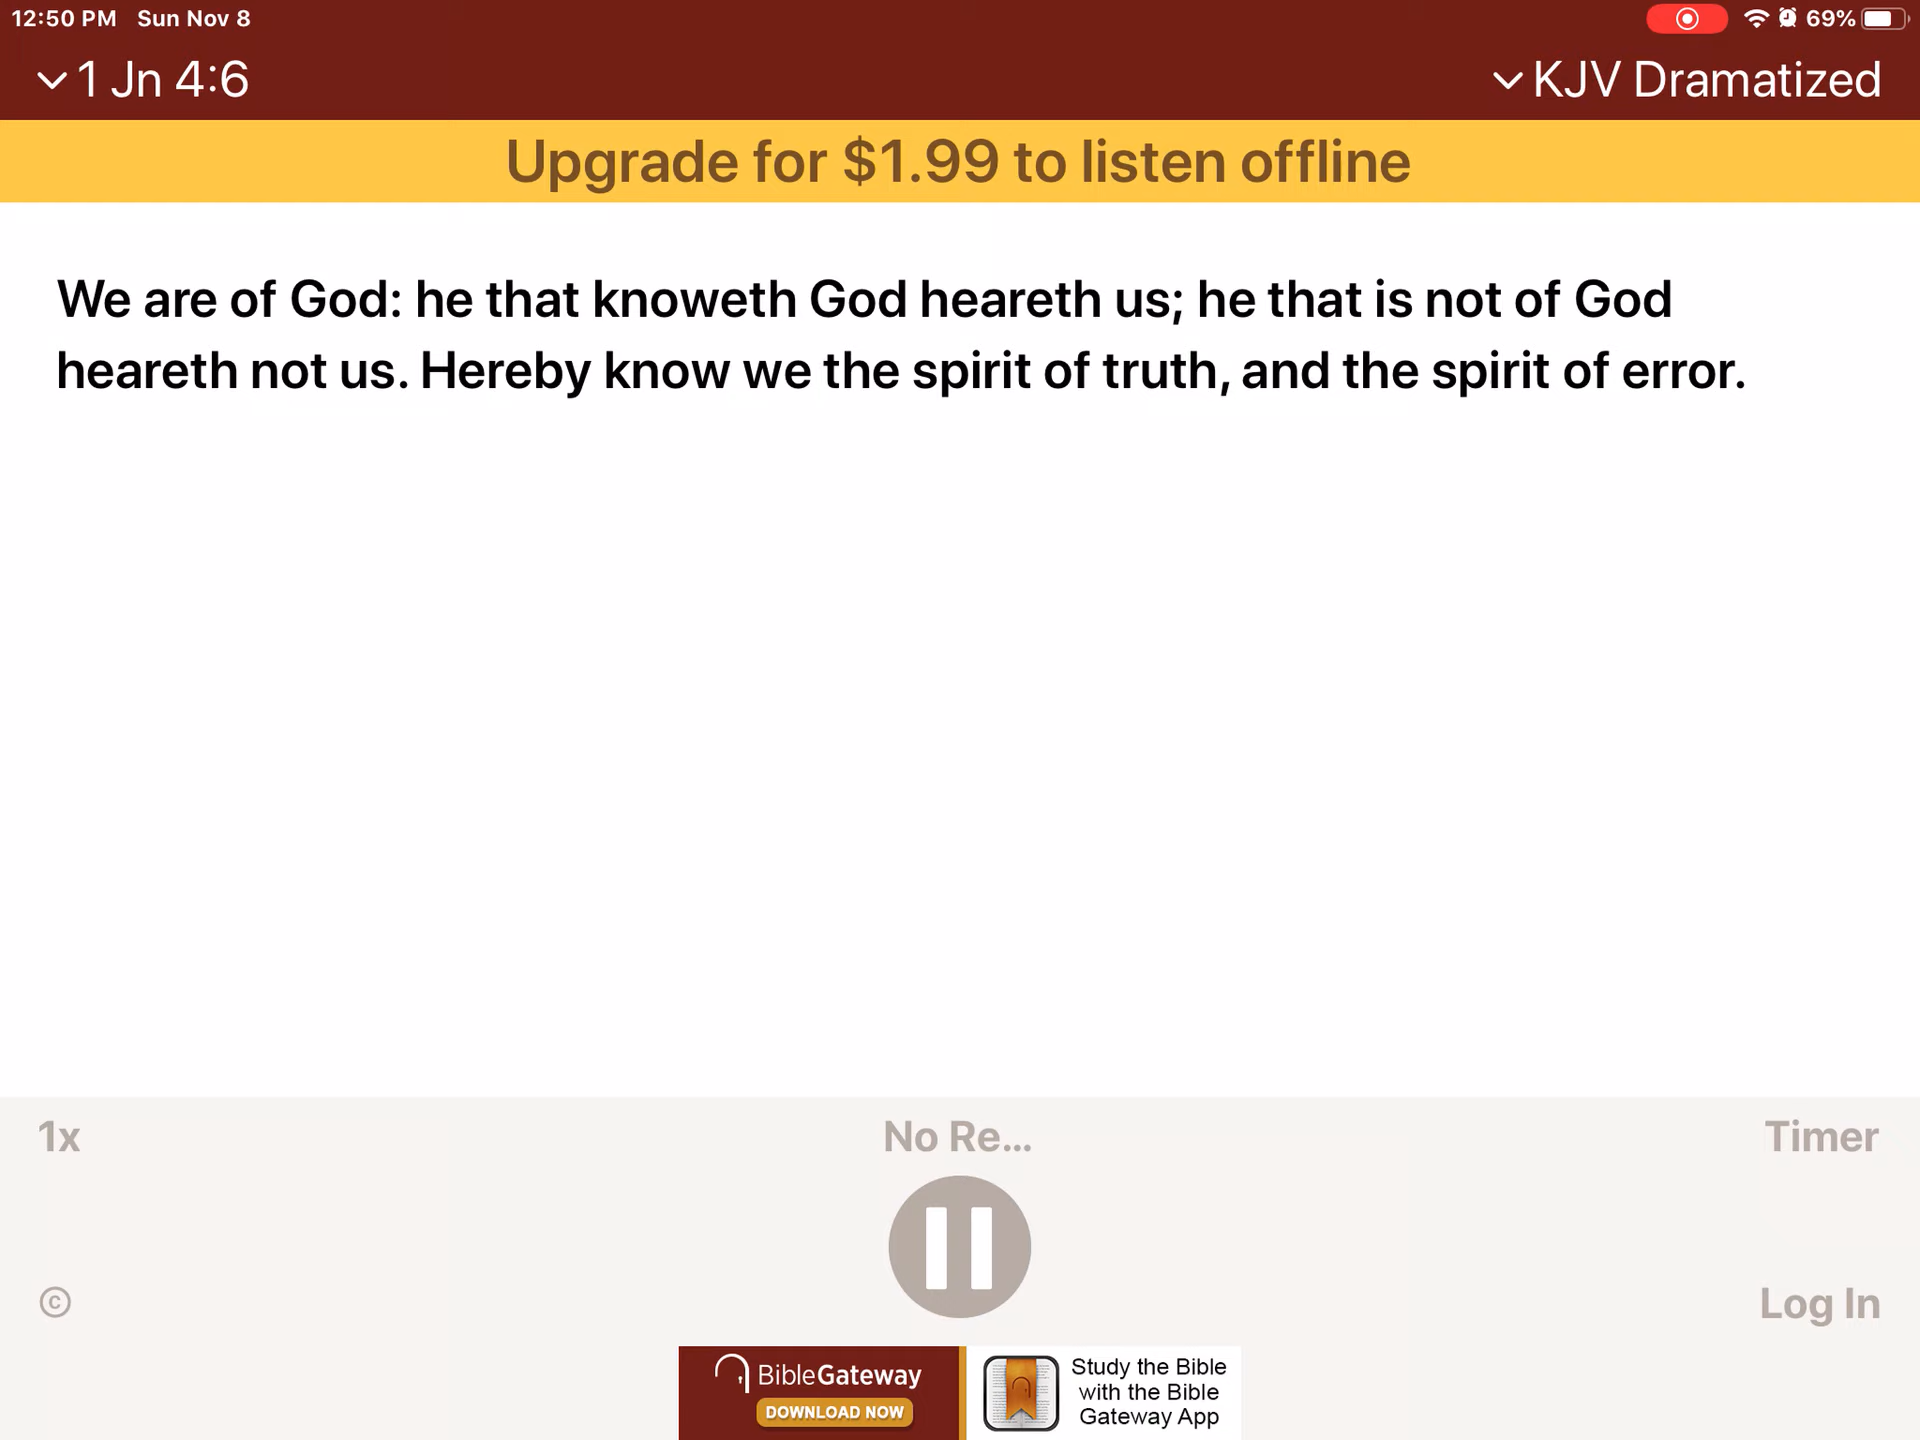 12:50 PM Sun Nov 8 69%
1 Jn 4:6 KJV Dramatized
Upgrade for $1.99 to listen offline
We are of God: he that knoweth God heareth us; he that is not of God
heareth not us. Hereby know we the spirit of truth, and the spirit of error.
1x No Re... Timer
© Log In
BibleGateway
DOWNLOAD NOW
Study the Bible
with the Bible
Gateway App